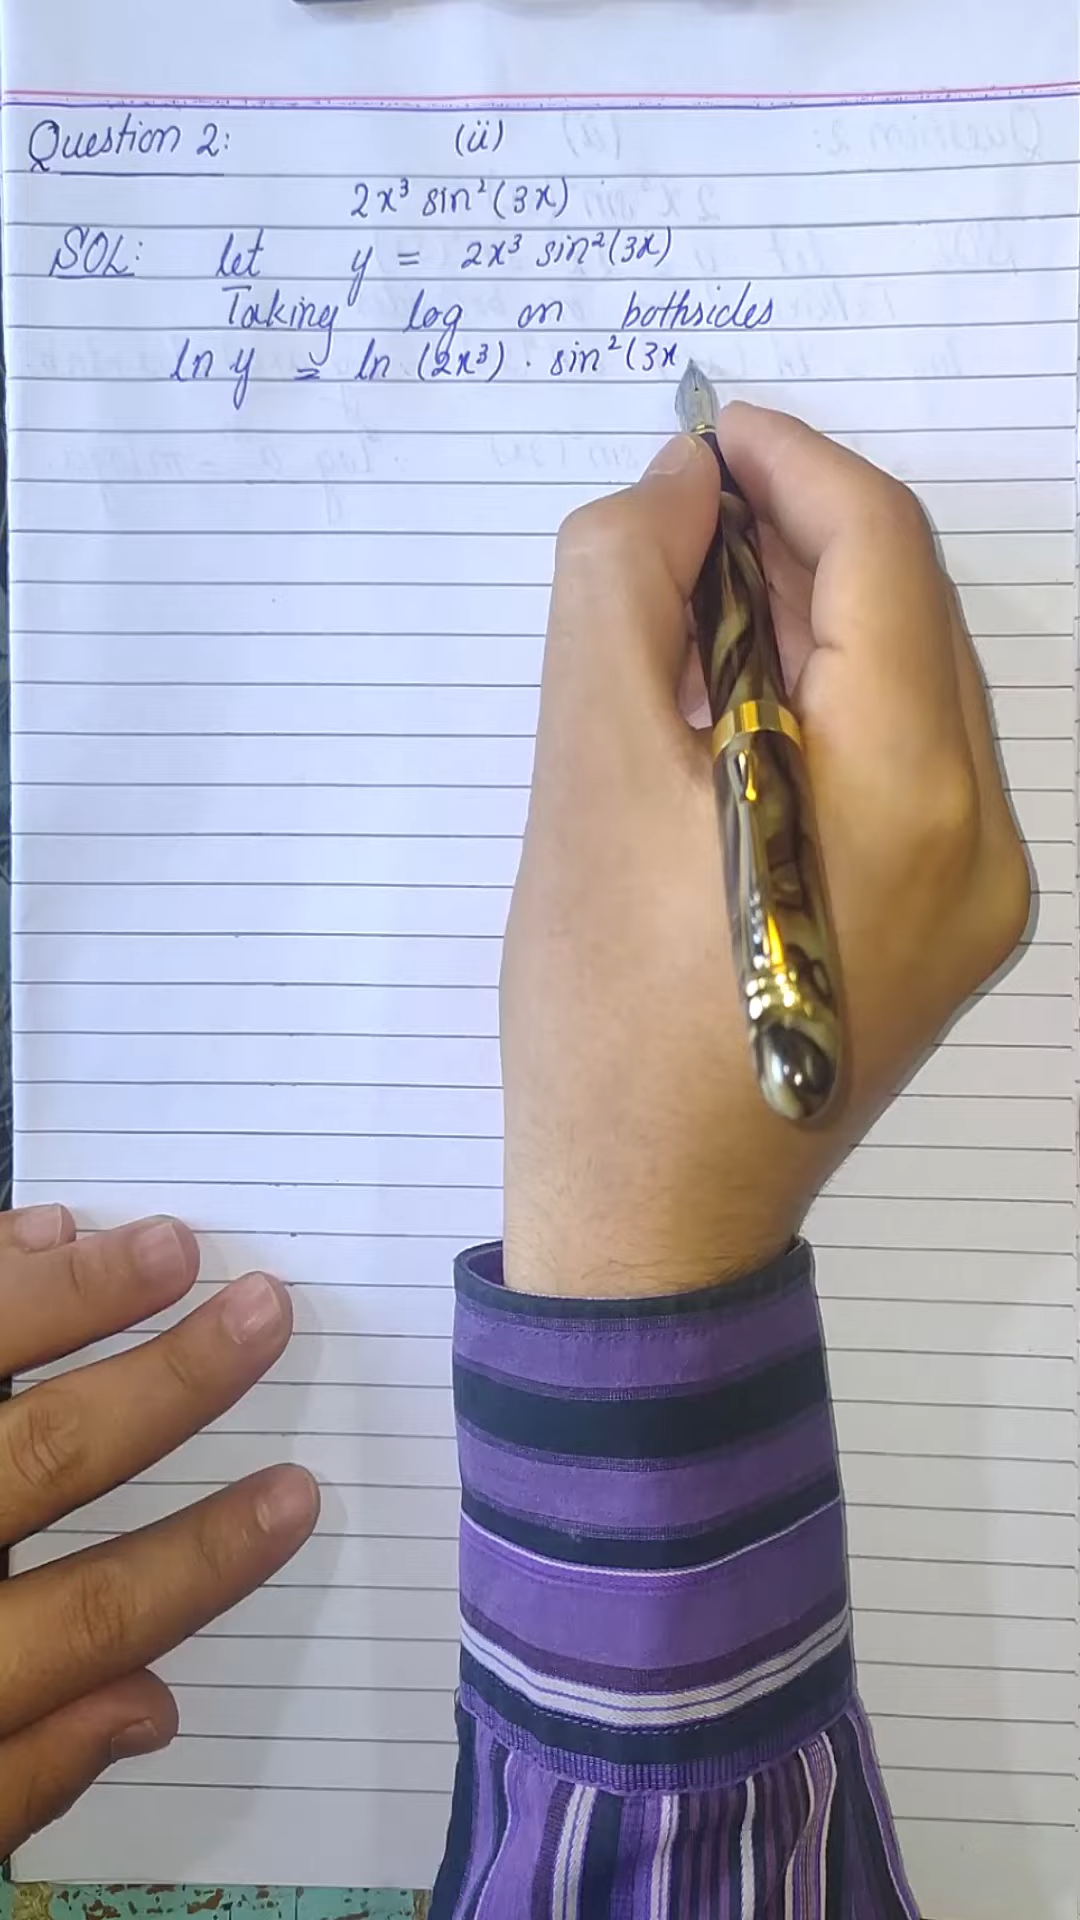 Question 2: (ii)
2x³ sin²(3x)
SOL: let y = 2x³ sin²(3x)
Taking log on bothsides
ln y = ln (2x³) · sin²(3x